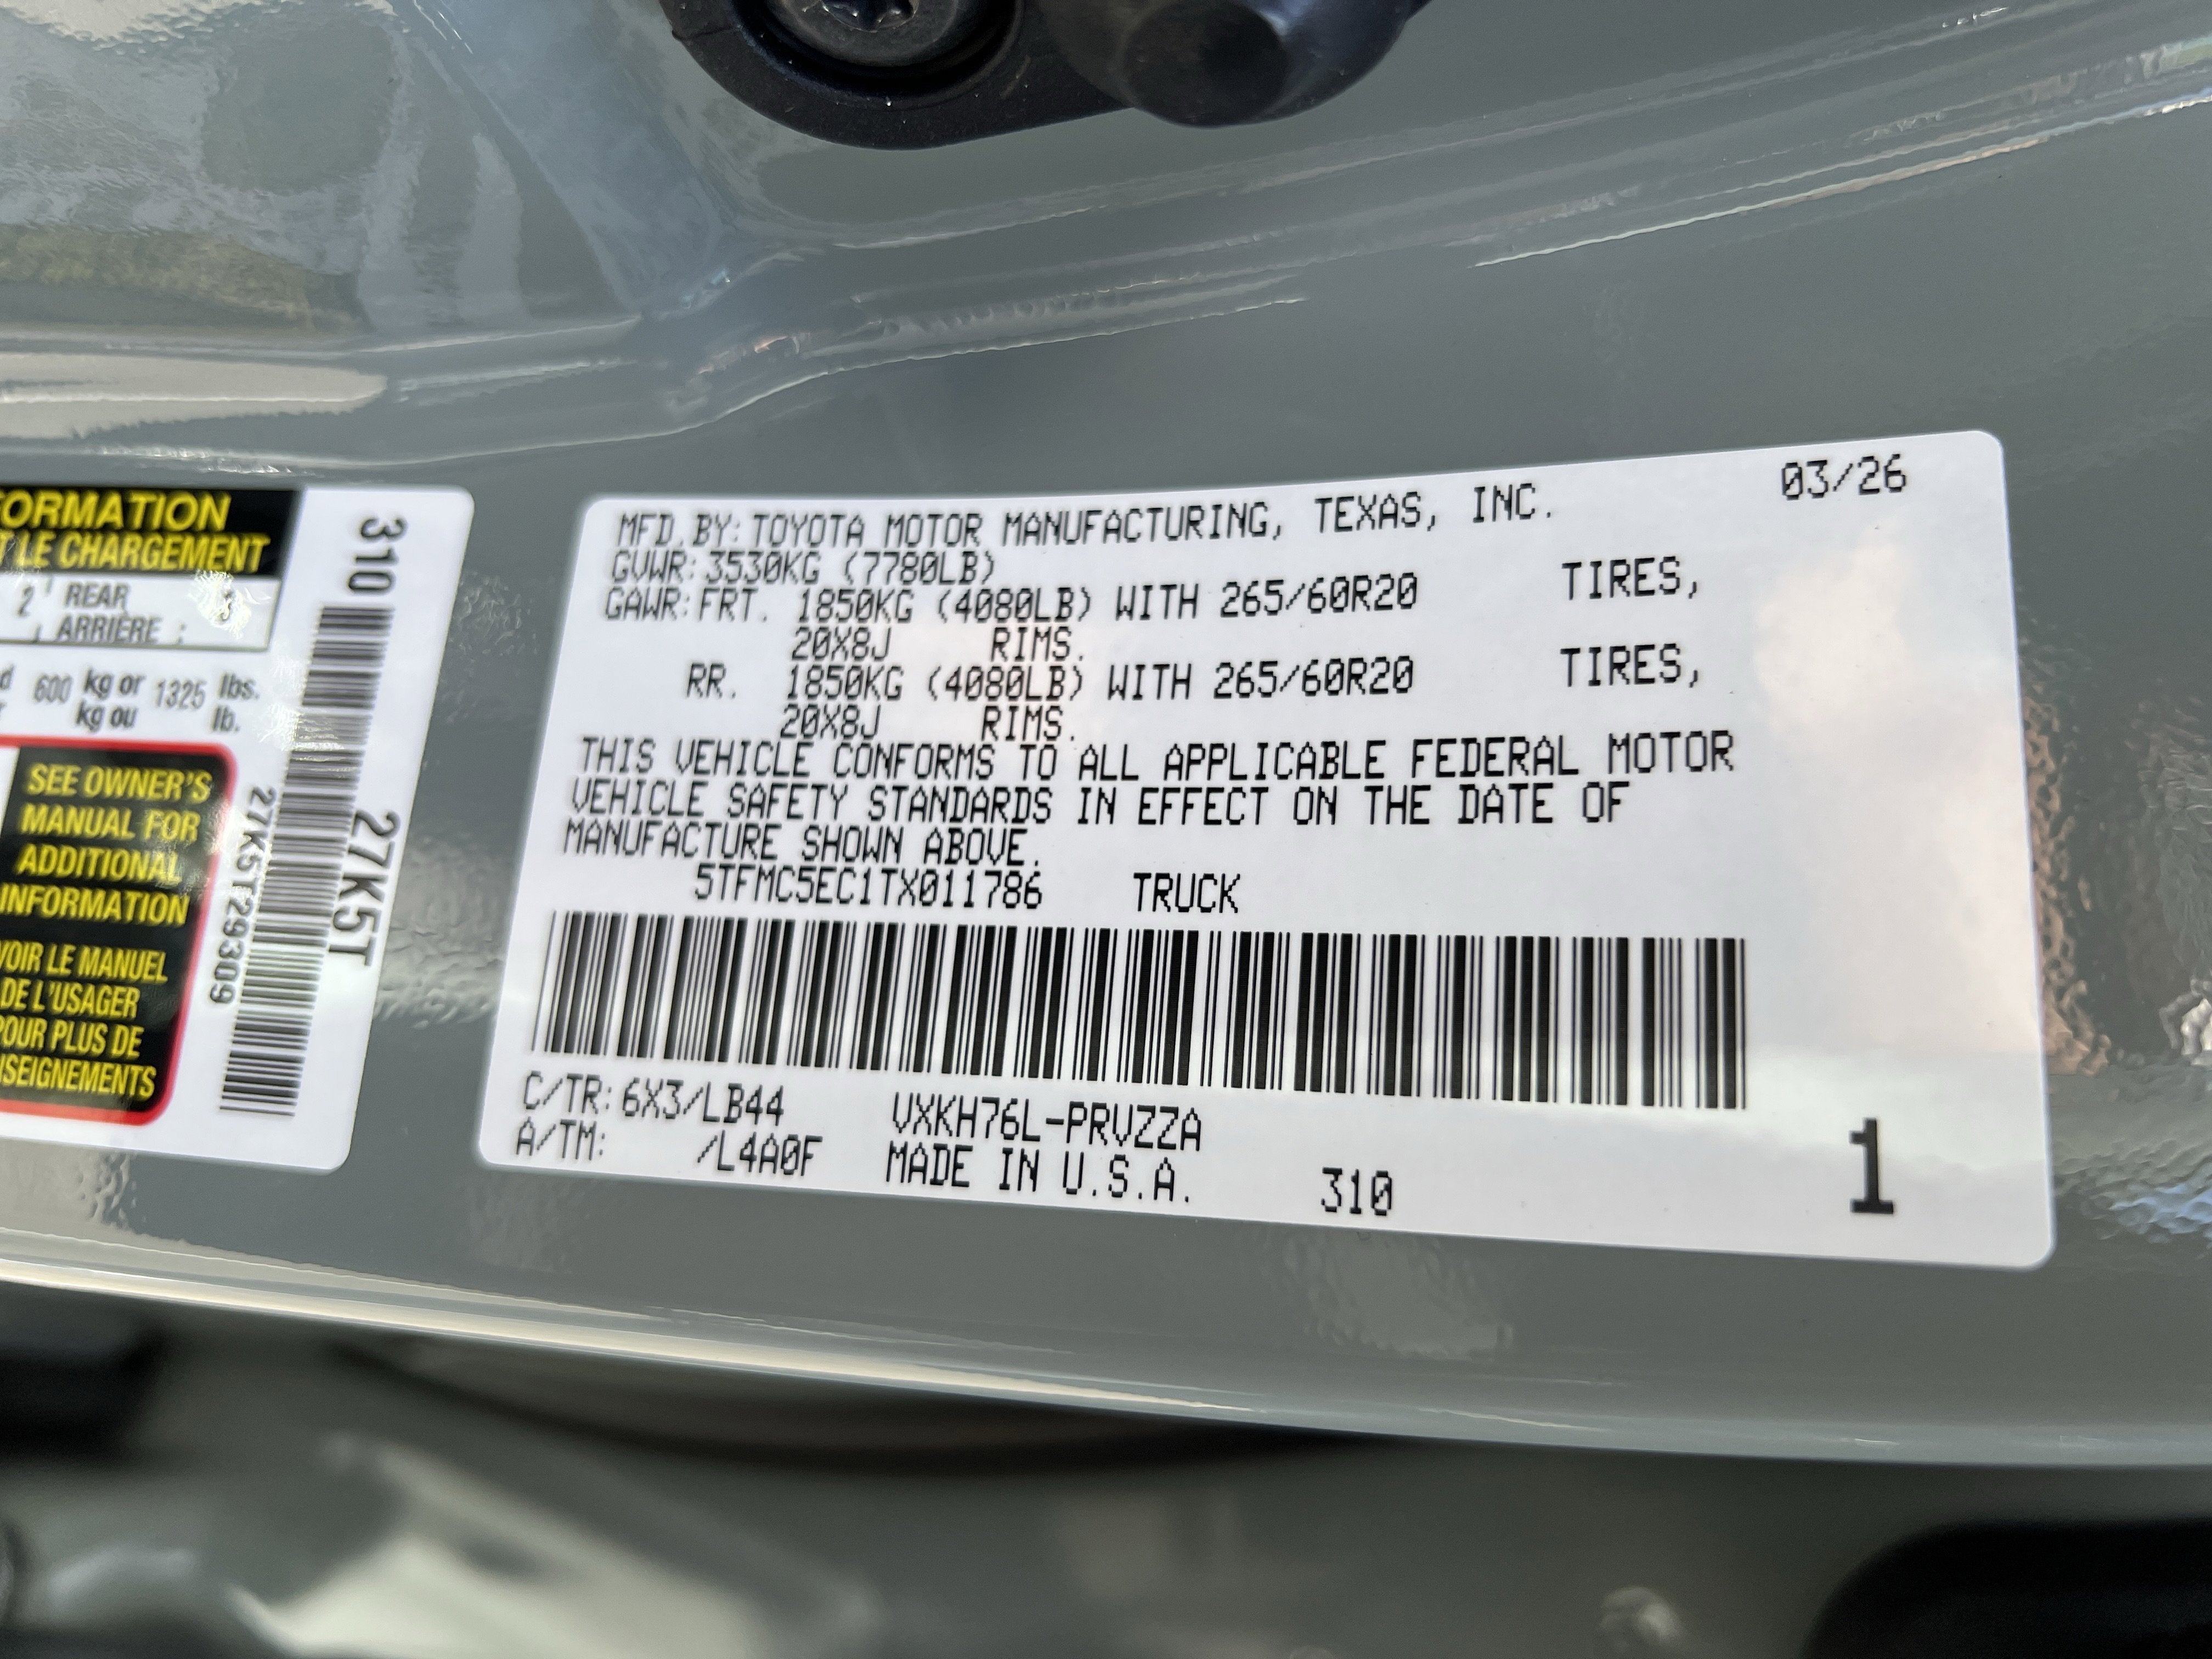 FORMATION
T LE CHARGEMENT
2 REAR 3
ARRIÈRE :
600 kg or 1325 lbs.
kg ou lb.
SEE OWNER'S
MANUAL FOR
ADDITIONAL
INFORMATION
VOIR LE MANUEL
DE L'USAGER
POUR PLUS DE
NSEIGNEMENTS
310
27K5T
27K5T29309
MFD.BY:TOYOTA MOTOR MANUFACTURING, TEXAS, INC. 03/26
GVWR:3530KG (7780LB)
GAWR:FRT. 1850KG (4080LB) WITH 265/60R20 TIRES,
20X8J RIMS.
RR. 1850KG (4080LB) WITH 265/60R20 TIRES,
20X8J RIMS.
THIS VEHICLE CONFORMS TO ALL APPLICABLE FEDERAL MOTOR
VEHICLE SAFETY STANDARDS IN EFFECT ON THE DATE OF
MANUFACTURE SHOWN ABOVE.
5TFMC5EC1TX011786 TRUCK
C/TR:6X3/LB44 VXKH76L-PRVZZA
A/TM: /L4A0F MADE IN U.S.A. 310 1